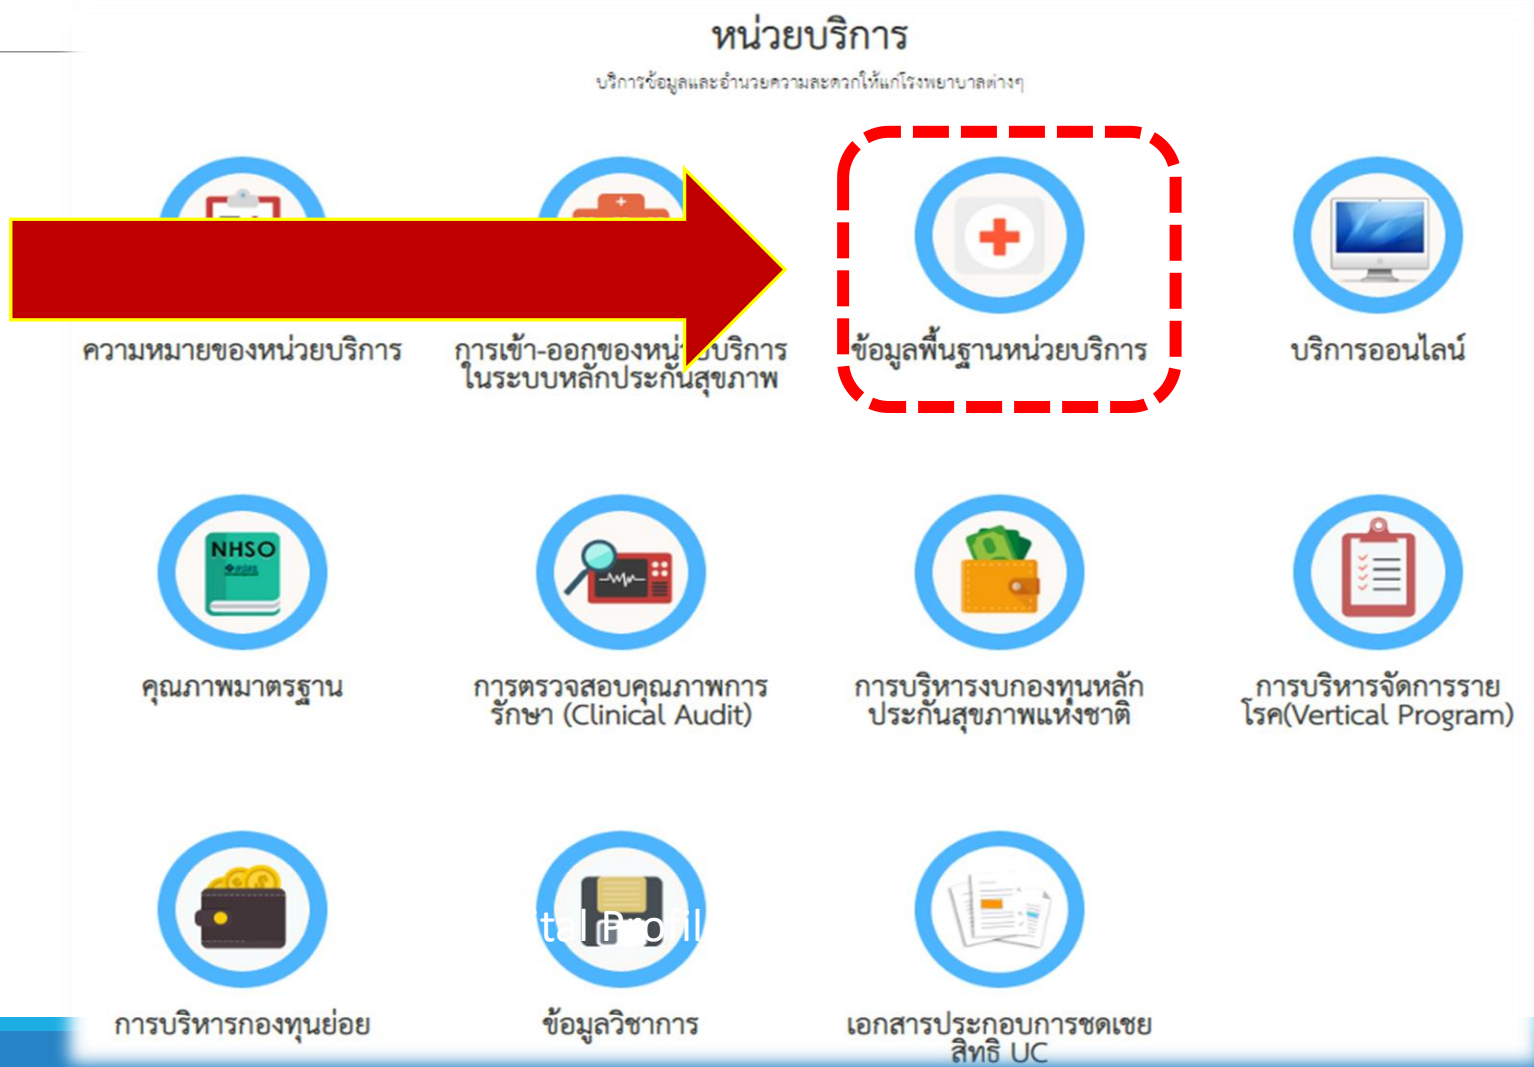 หน่วยบริการ
บริการข้อมูลและอำนวยความสะดวกให้แก่โรงพยาบาลต่างๆ
ความหมายของหน่วยบริการ
การเข้า-ออกของหน่วยบริการ
ในระบบหลักประกันสุขภาพ
ข้อมูลพื้นฐานหน่วยบริการ
บริการออนไลน์
NHSO
คุณภาพมาตรฐาน
การตรวจสอบคุณภาพการ
รักษา (Clinical Audit)
การบริหารงบกองทุนหลัก
ประกันสุขภาพแห่งชาติ
การบริหารจัดการราย
โรค(Vertical Program)
ital Profil
การบริหารกองทุนย่อย
ข้อมูลวิชาการ
เอกสารประกอบการชดเชย
สิทธิ UC